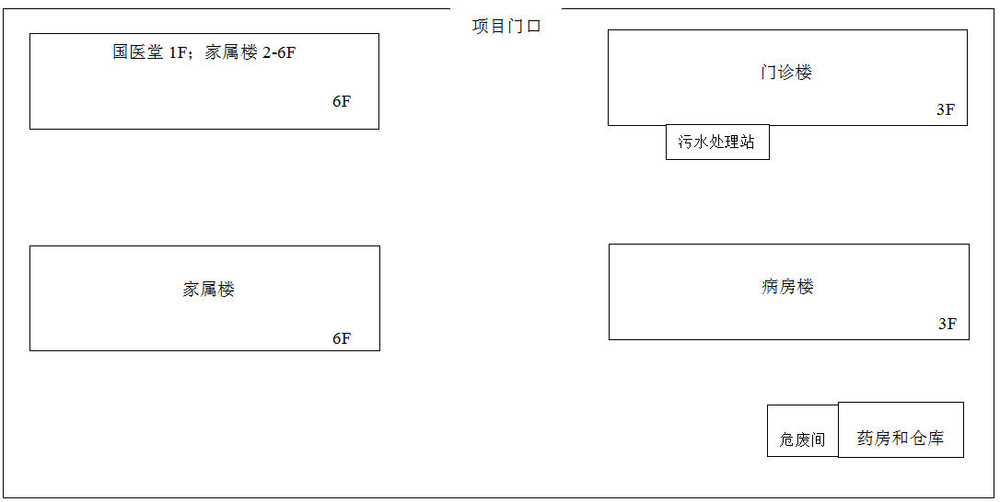 项目门口
国医堂 1F；家属楼 2-6F
6F
门诊楼
3F
污水处理站
家属楼
6F
病房楼
3F
危废间
药房和仓库